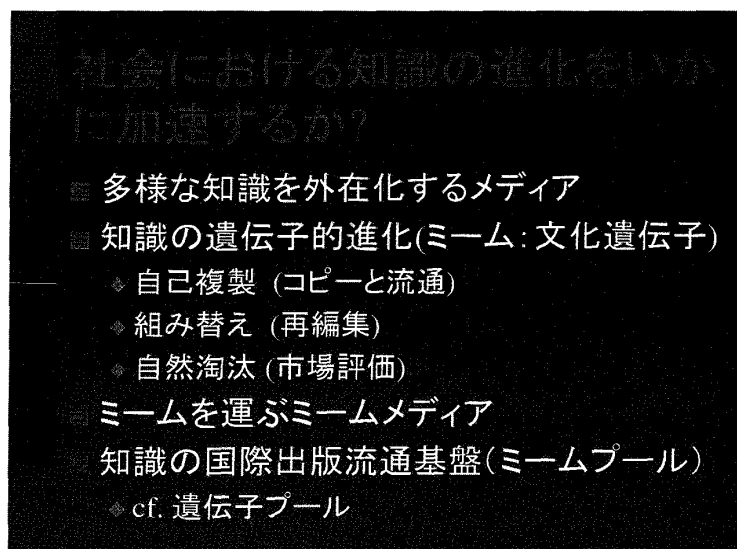 社会における知識の進化をいか
に加速するか?
多様な知識を外在化するメディア
知識の遺伝子的進化(ミーム:文化遺伝子)
自己複製 (コピーと流通)
組み替え (再編集)
自然淘汰 (市場評価)
ミームを運ぶミームメディア
知識の国際出版流通基盤(ミームプール)
cf. 遺伝子プール